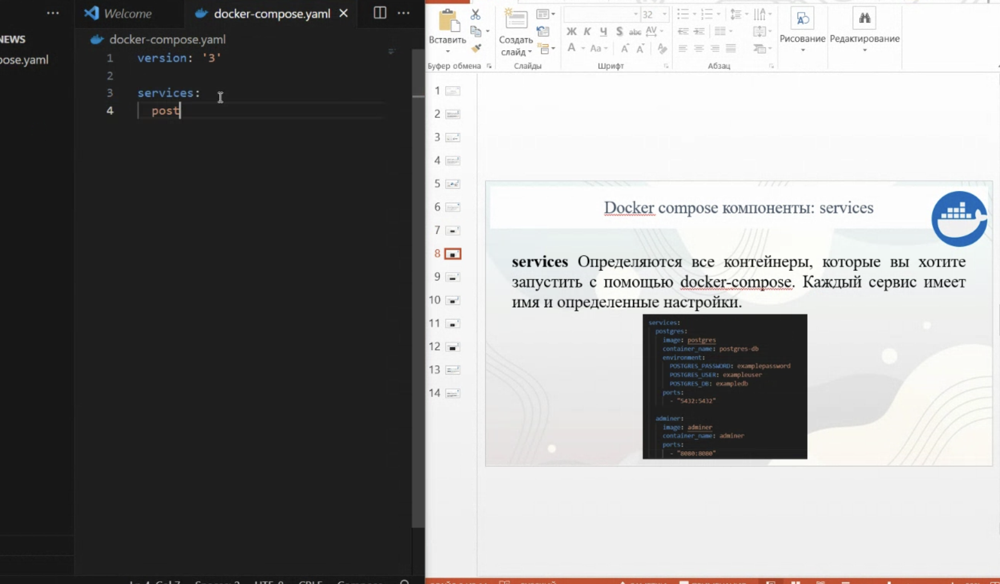 Welcome
docker-compose.yaml
NEWS
docker-compose.yaml
ose.yaml
1 version: '3'
2
3 services:
4 post
Вставить
Буфер обмена
Создать
слайд
Слайды
32
Ж К Ч S abc AV
A Aa A A
Шрифт
Абзац
Рисование
Редактирование
1
2
3
4
5
6
7
8
9
10
11
12
13
14
Docker compose компоненты: services
services Определяются все контейнеры, которые вы хотите
запустить с помощью docker-compose. Каждый сервис имеет
имя и определенные настройки.
services:
postgres:
image: postgres
container_name: postgres-db
environment:
POSTGRES_PASSWORD: examplepassword
POSTGRES_USER: exampleuser
POSTGRES_DB: exampledb
ports:
- "5432:5432"
adminer:
image: adminer
container_name: adminer
ports:
- "8080:8080"